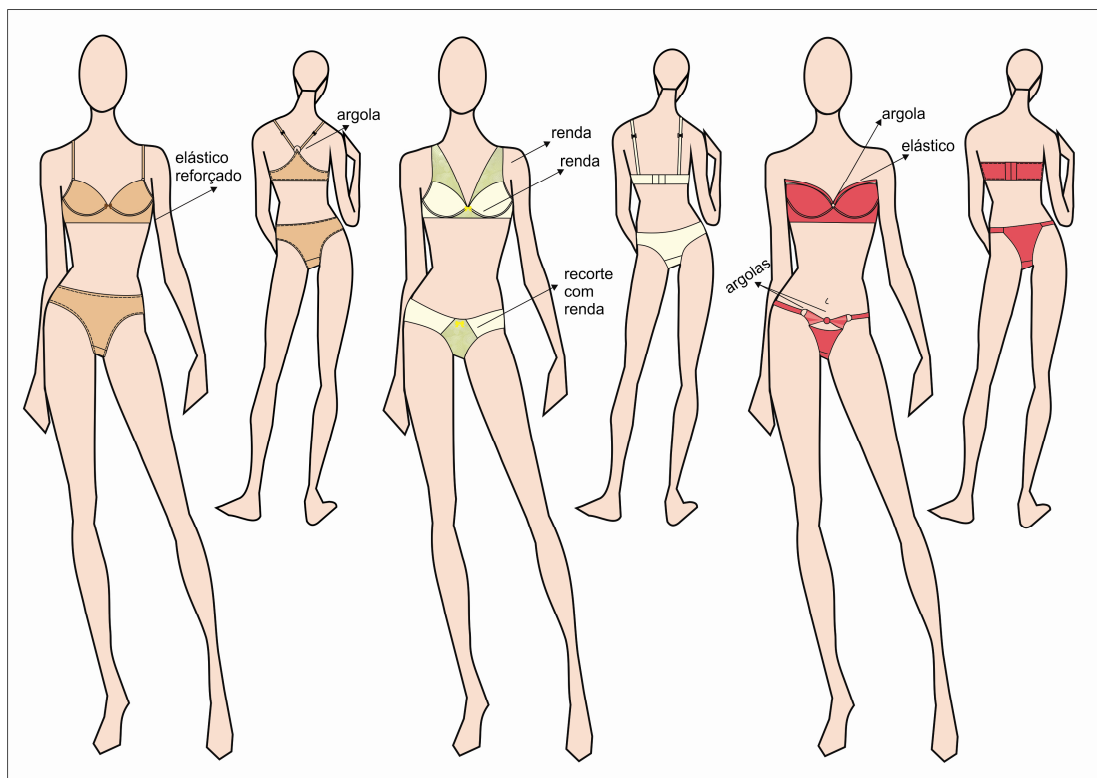 elástico
reforçado
argola
renda
renda
recorte
com
renda
argola
elástico
argolas